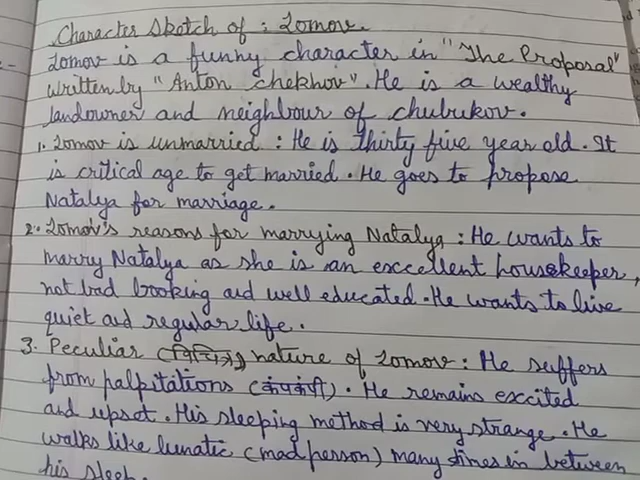 Character Sketch of : Lomov.
Lomov is a funny character in "The Proposal"
written by "Anton Chekhov". He is a wealthy
landowner and neighbour of chubukov.
1. Lomov is unmarried : He is thirty five year old. It
is critical age to get married. He goes to propose
Natalya for marriage.
2. Lomov's reasons for marrying Natalya : He wants to
marry Natalya as she is an excellent housekeeper,
not bad looking and well educated. He wants to live
quiet and regular life.
3. Peculiar (विचित्र) nature of Lomov : He suffers
from palpitations (कंपकंपी). He remains excited
and upset. His sleeping method is very strange. He
walks like lunatic (mad person) many times in between
his sleep.